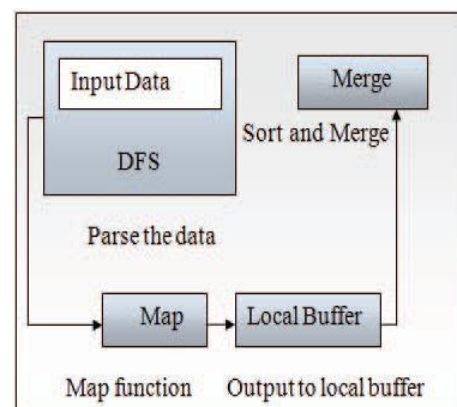 Input Data
DFS
Merge
Sort and Merge
Parse the data
Map
Local Buffer
Map function
Output to local buffer